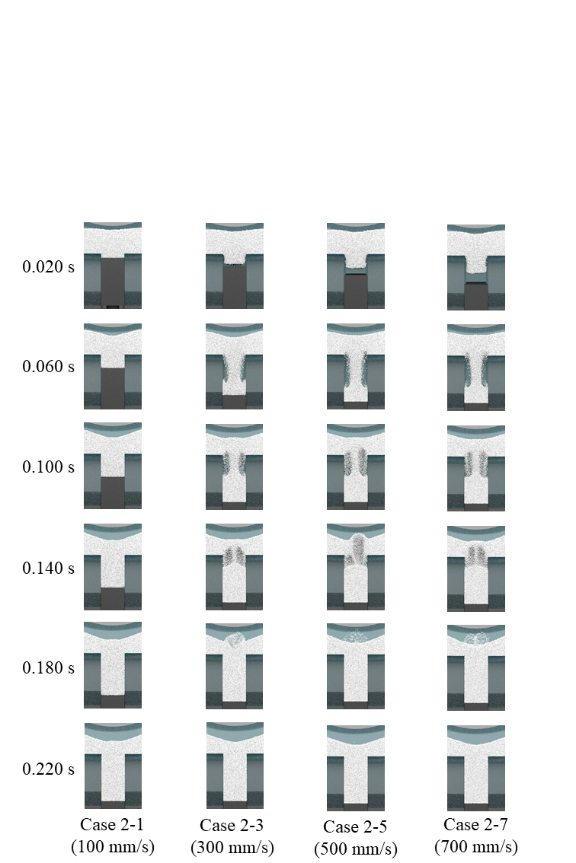 0.020 s
0.060 s
0.100 s
0.140 s
0.180 s
0.220 s
Case 2-1 Case 2-3 Case 2-5 Case 2-7
(100 mm/s) (300 mm/s) (500 mm/s) (700 mm/s)